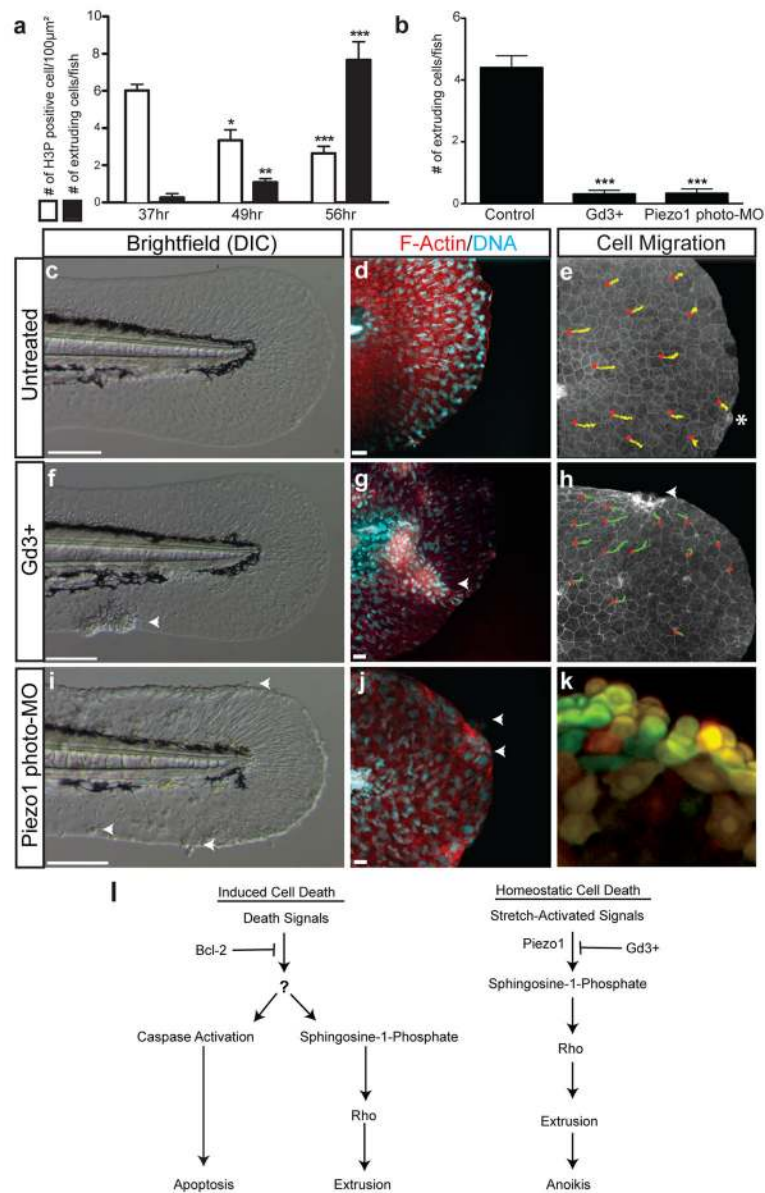 a
# of H3P positive cell/100µm²
# of extruding cells/fish
10
8
6
4
2
0
*
**
***
***
37hr
49hr
56hr
b
# of extruding cells/fish
6
4
2
0
***
***
Control
Gd3+
Piezo1 photo-MO
Brightfield (DIC)
F-Actin/DNA
Cell Migration
Untreated
c
d
e
*
Gd3+
f
g
h
Piezo1 photo-MO
i
j
k
l
Induced Cell Death
Homeostatic Cell Death
Death Signals
Stretch-Activated Signals
Bcl-2
Piezo1
Gd3+
?
Sphingosine-1-Phosphate
Caspase Activation
Sphingosine-1-Phosphate
Rho
Rho
Extrusion
Apoptosis
Extrusion
Anoikis